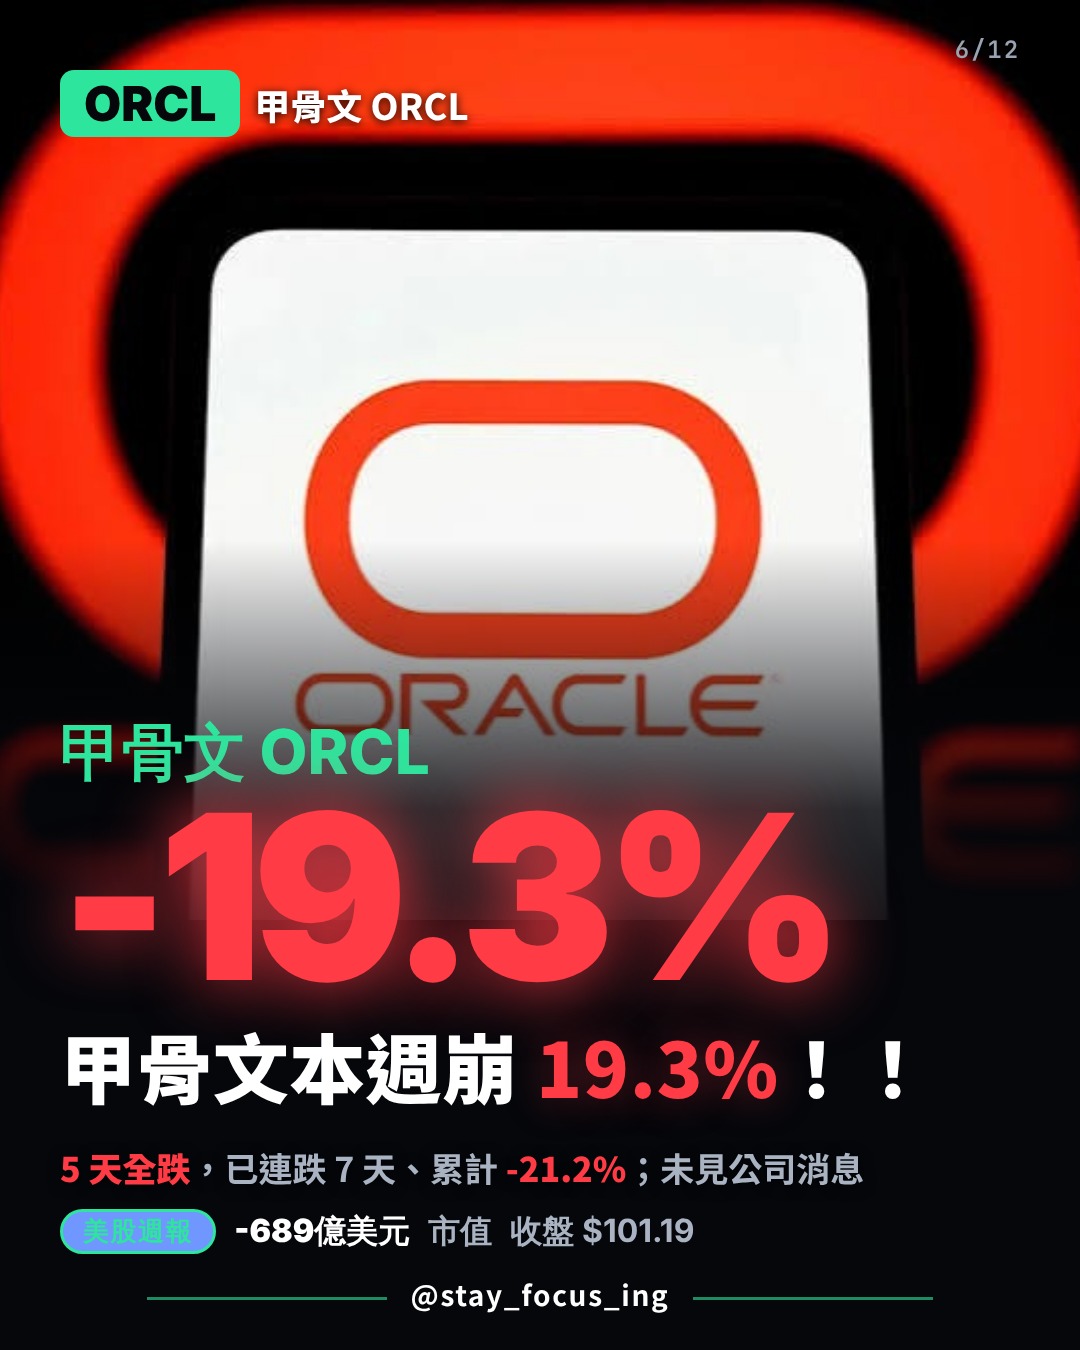 6/12
ORCL 甲骨文 ORCL
ORACLE
甲骨文 ORCL
-19.3%
甲骨文本週崩 19.3%！！
5 天全跌，已連跌 7 天、累計 -21.2%；未見公司消息
美股週報 -689億美元 市值 收盤 $101.19
@stay_focus_ing